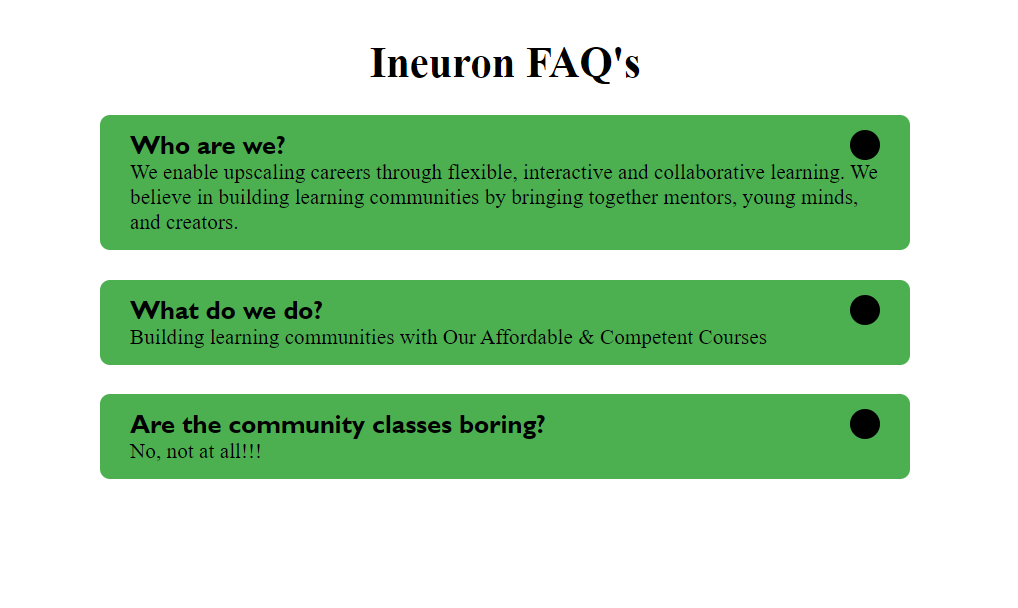 Ineuron FAQ's
Who are we?
We enable upscaling careers through flexible, interactive and collaborative learning. We
believe in building learning communities by bringing together mentors, young minds,
and creators.
What do we do?
Building learning communities with Our Affordable & Competent Courses
Are the community classes boring?
No, not at all!!!